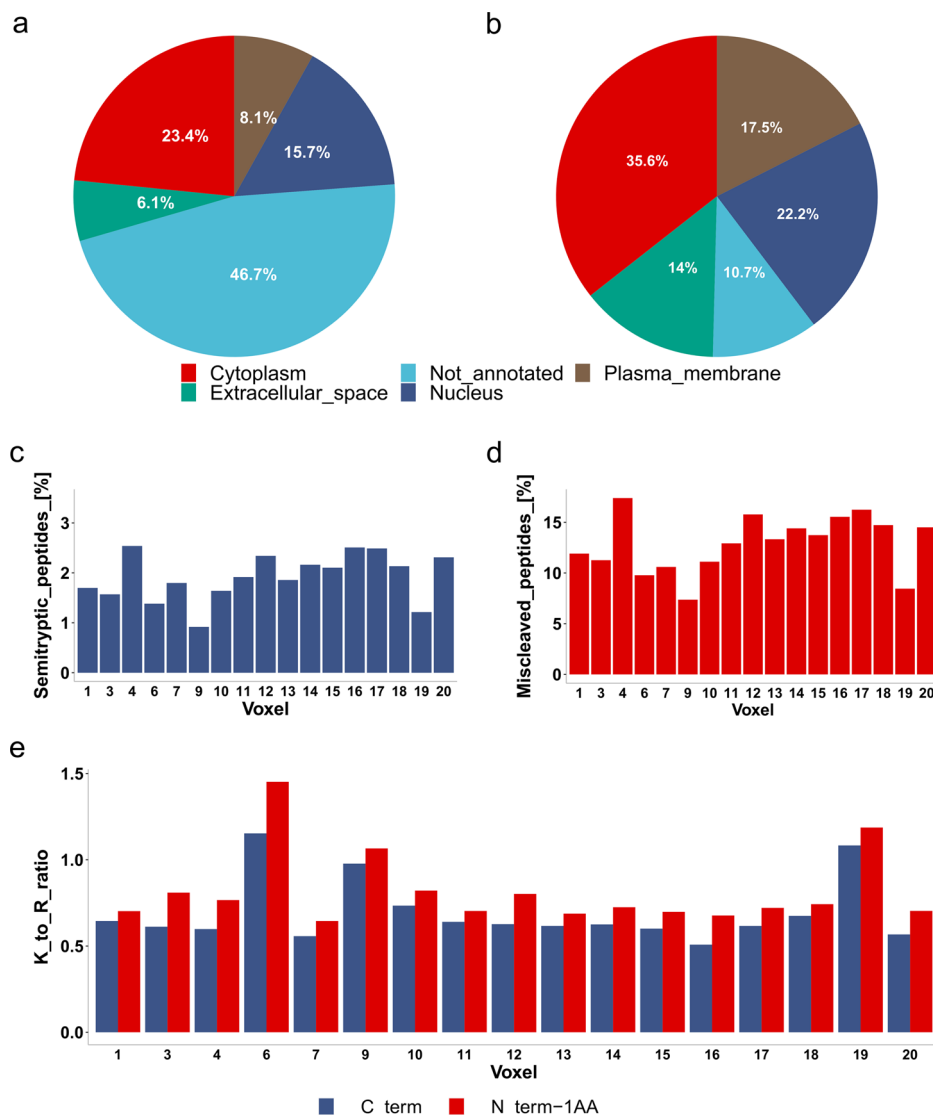 a
b
8.1%
23.4%
15.7%
6.1%
46.7%
17.5%
35.6%
22.2%
14%
10.7%
Cytoplasm Not_annotated Plasma_membrane
Extracellular_space Nucleus
c
Semitryptic_peptides_[%]
3
2
1
0
1 3 4 6 7 9 10 11 12 13 14 15 16 17 18 19 20
Voxel
d
Miscleaved_peptides_[%]
15
10
5
0
1 3 4 6 7 9 10 11 12 13 14 15 16 17 18 19 20
Voxel
e
K_to_R_ratio
1.5
1.0
0.5
0.0
1 3 4 6 7 9 10 11 12 13 14 15 16 17 18 19 20
Voxel
C term N term−1AA